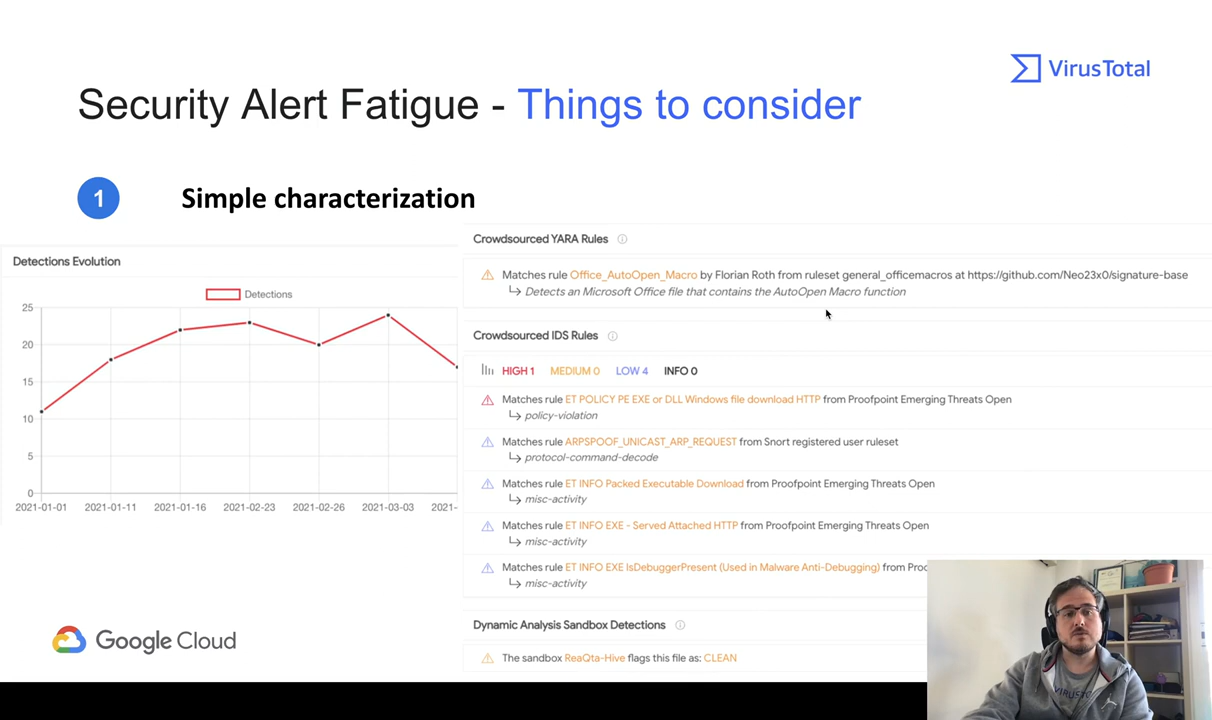 VirusTotal
Security Alert Fatigue - Things to consider
1 Simple characterization
Detections Evolution
Detections
25
20
15
10
5
0
2021-01-01 2021-01-11 2021-01-16 2021-02-23 2021-02-26 2021-03-03 2021-
Crowdsourced YARA Rules
Matches rule Office_AutoOpen_Macro by Florian Roth from ruleset general_officemacros at https://github.com/Neo23x0/signature-base
Detects an Microsoft Office file that contains the AutoOpen Macro function
Crowdsourced IDS Rules
HIGH 1 MEDIUM 0 LOW 4 INFO 0
Matches rule ET POLICY PE EXE or DLL Windows file download HTTP from Proofpoint Emerging Threats Open
policy-violation
Matches rule ARPSPOOF_UNICAST_ARP_REQUEST from Snort registered user ruleset
protocol-command-decode
Matches rule ET INFO Packed Executable Download from Proofpoint Emerging Threats Open
misc-activity
Matches rule ET INFO EXE - Served Attached HTTP from Proofpoint Emerging Threats Open
misc-activity
Matches rule ET INFO EXE IsDebuggerPresent (Used in Malware Anti-Debugging) from Proo
misc-activity
Dynamic Analysis Sandbox Detections
The sandbox ReaQta-Hive flags this file as: CLEAN
Google Cloud